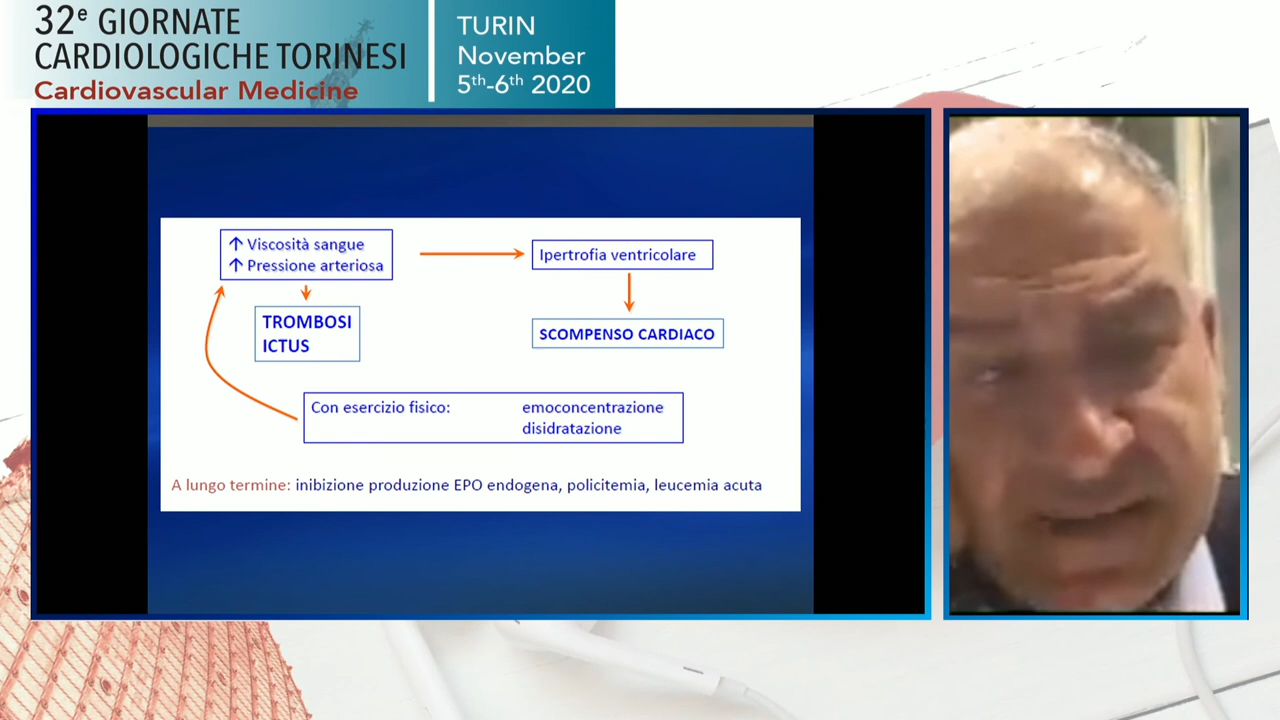 32e GIORNATE
CARDIOLOGICHE TORINESI
Cardiovascular Medicine
TURIN
November
5th-6th 2020
↑ Viscosità sangue
↑ Pressione arteriosa
Ipertrofia ventricolare
TROMBOSI
ICTUS
SCOMPENSO CARDIACO
Con esercizio fisico: emoconcentrazione
disidratazione
A lungo termine: inibizione produzione EPO endogena, policitemia, leucemia acuta